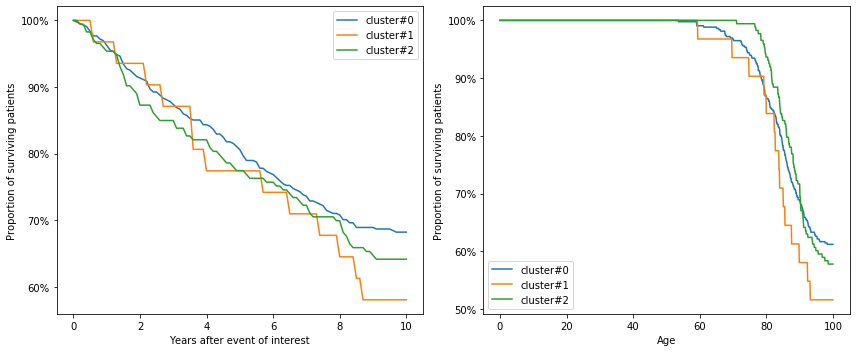 100%
90%
80%
70%
60%
Proportion of surviving patients
0
2
4
6
8
10
Years after event of interest
cluster#0
cluster#1
cluster#2
100%
90%
80%
70%
60%
50%
Proportion of surviving patients
0
20
40
60
80
100
Age
cluster#0
cluster#1
cluster#2